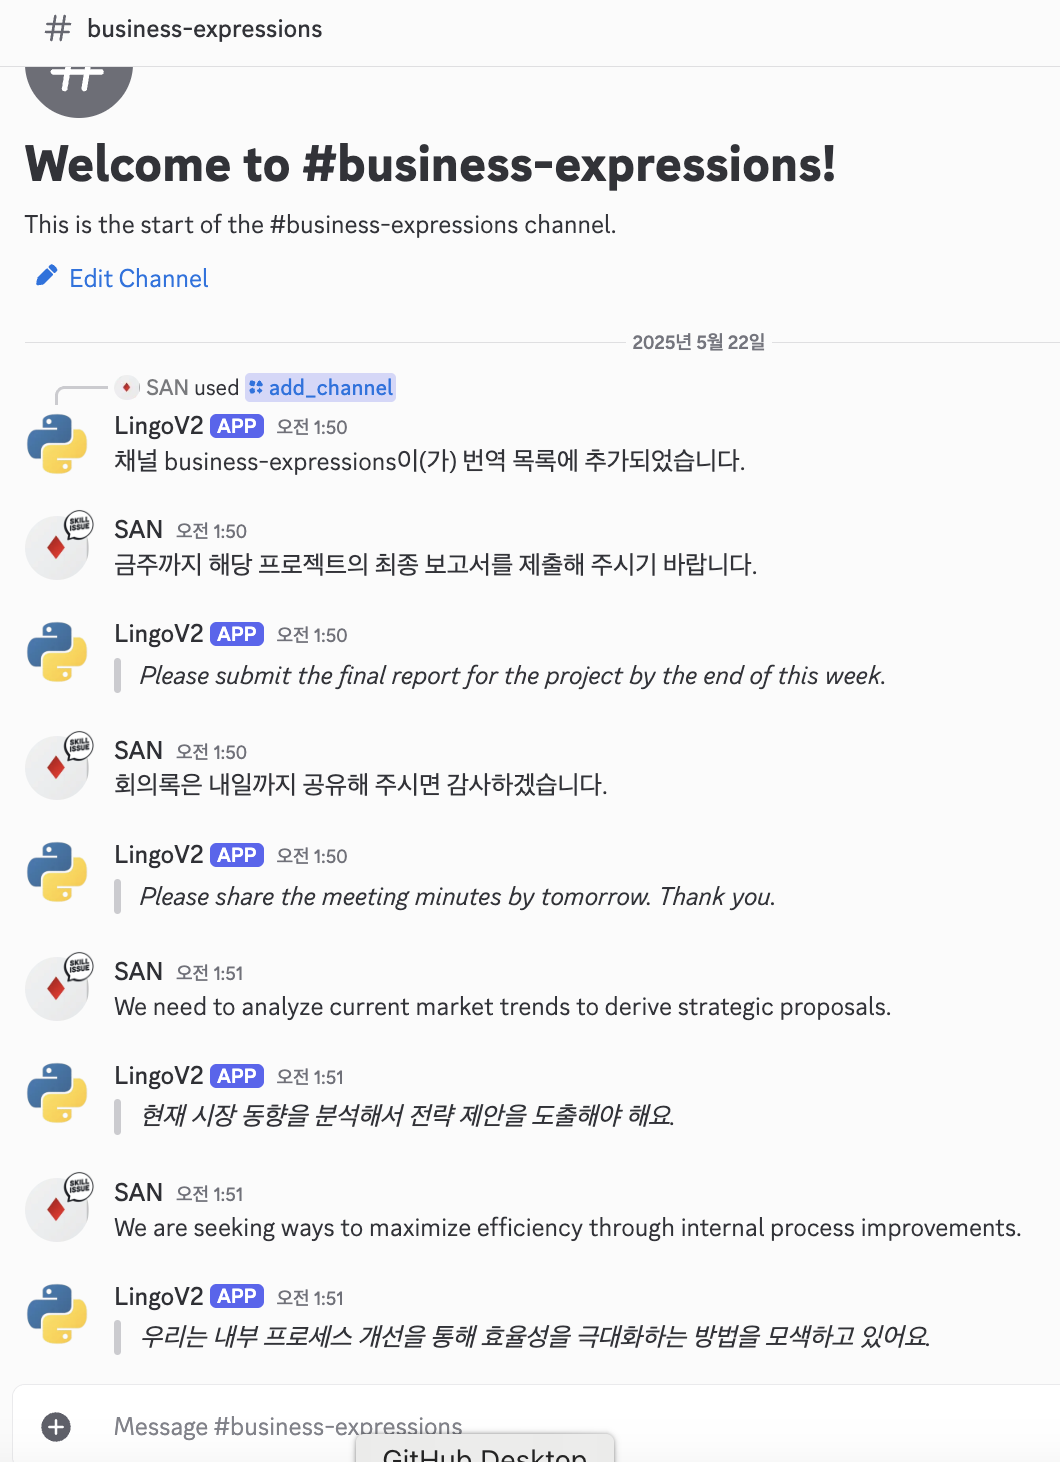 # business-expressions
Welcome to #business-expressions!
This is the start of the #business-expressions channel.
Edit Channel
2025년 5월 22일
SAN used add_channel
LingoV2 APP 오전 1:50
채널 business-expressions이(가) 번역 목록에 추가되었습니다.
SKILL ISSUE
SAN 오전 1:50
금주까지 해당 프로젝트의 최종 보고서를 제출해 주시기 바랍니다.
LingoV2 APP 오전 1:50
Please submit the final report for the project by the end of this week.
SKILL ISSUE
SAN 오전 1:50
회의록은 내일까지 공유해 주시면 감사하겠습니다.
LingoV2 APP 오전 1:50
Please share the meeting minutes by tomorrow. Thank you.
SKILL ISSUE
SAN 오전 1:51
We need to analyze current market trends to derive strategic proposals.
LingoV2 APP 오전 1:51
현재 시장 동향을 분석해서 전략 제안을 도출해야 해요.
SKILL ISSUE
SAN 오전 1:51
We are seeking ways to maximize efficiency through internal process improvements.
LingoV2 APP 오전 1:51
우리는 내부 프로세스 개선을 통해 효율성을 극대화하는 방법을 모색하고 있어요.
Message #business-expressions
GitHub Desktop